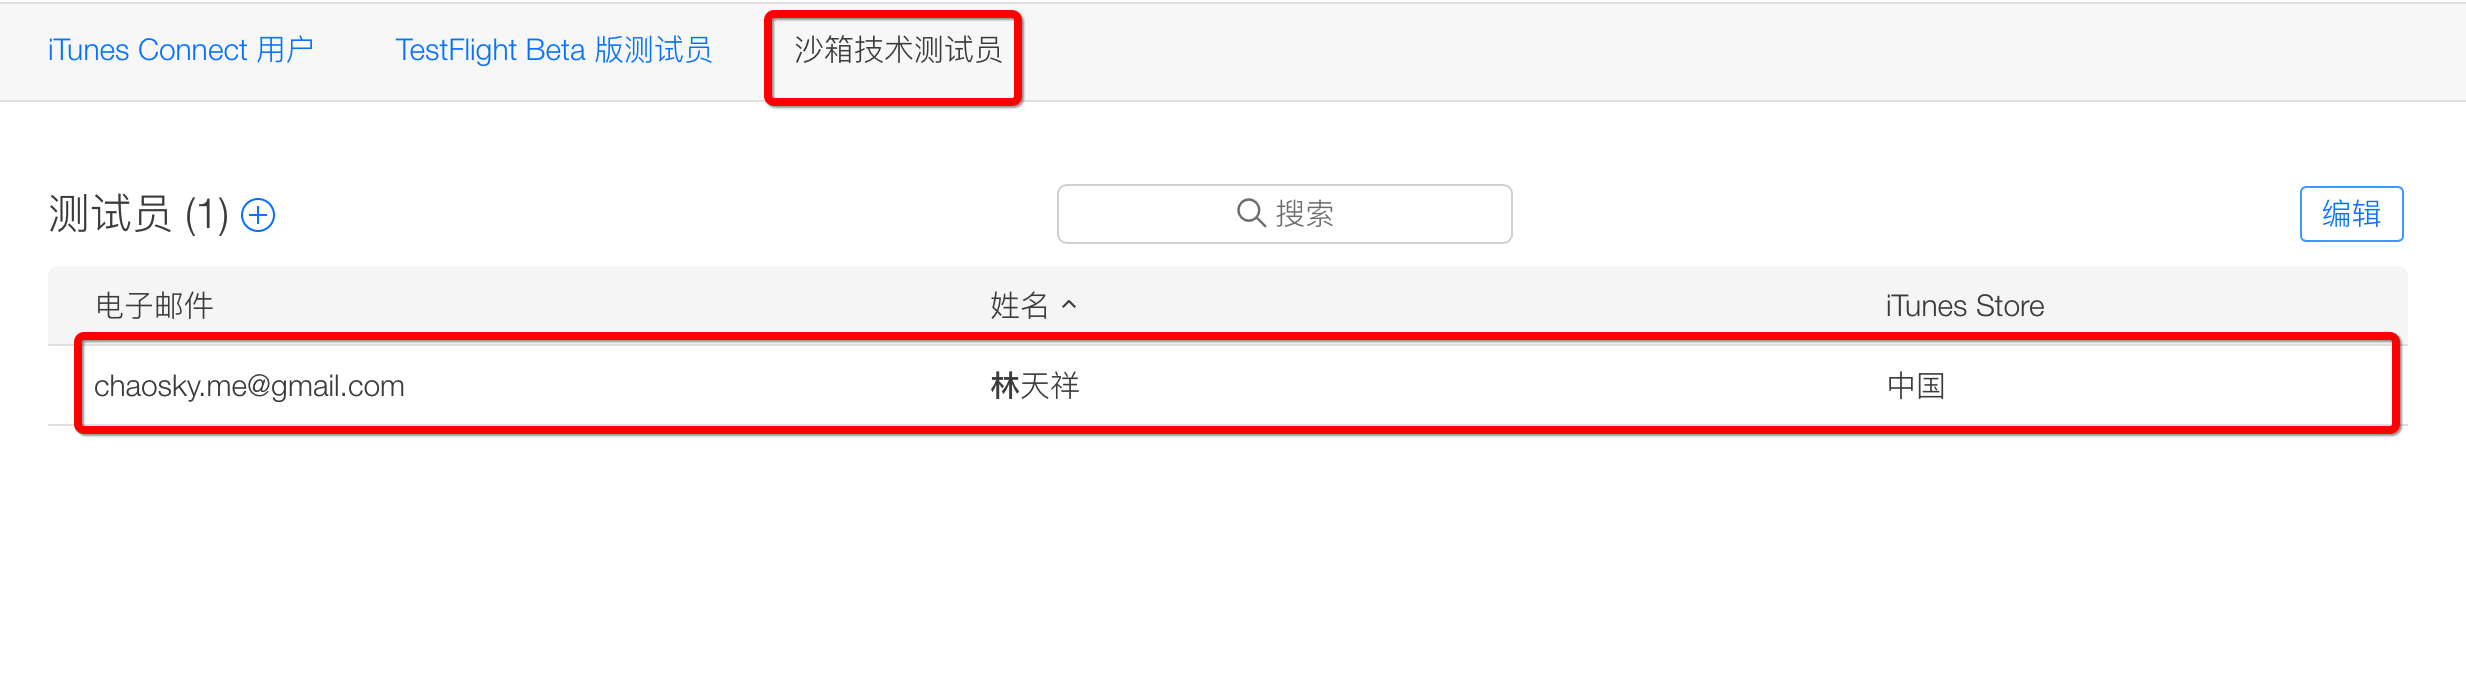 iTunes Connect 用户 TestFlight Beta 版测试员 沙箱技术测试员
测试员 (1) 搜索 编辑
电子邮件 姓名 iTunes Store
chaosky.me@gmail.com 林天祥 中国